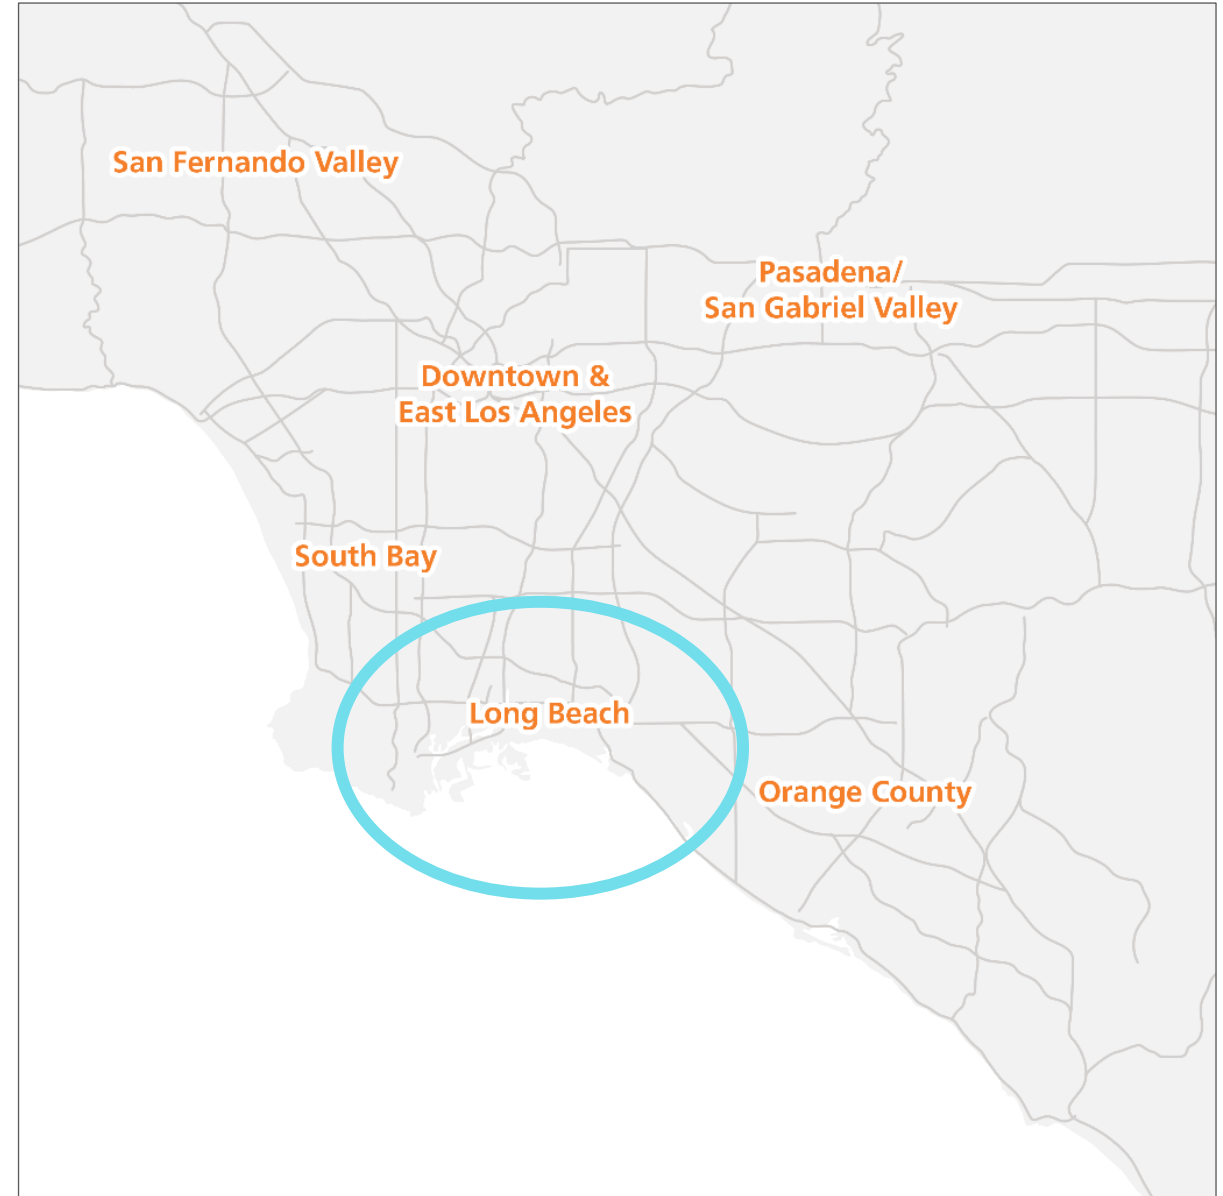 San Fernando Valley
Pasadena/
San Gabriel Valley
Downtown &
East Los Angeles
South Bay
Long Beach
Orange County